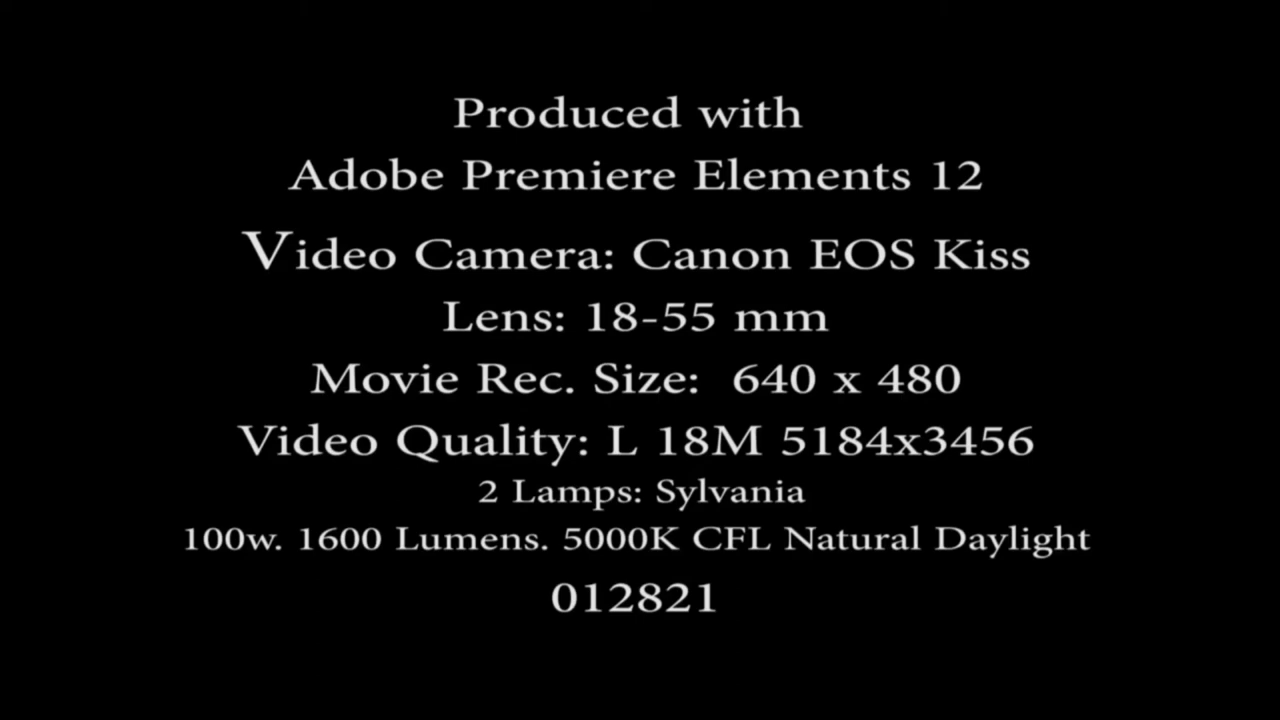 Produced with
Adobe Premiere Elements 12
Video Camera: Canon EOS Kiss
Lens: 18-55 mm
Movie Rec. Size: 640 x 480
Video Quality: L 18M 5184x3456
2 Lamps: Sylvania
100w. 1600 Lumens. 5000K CFL Natural Daylight
012821